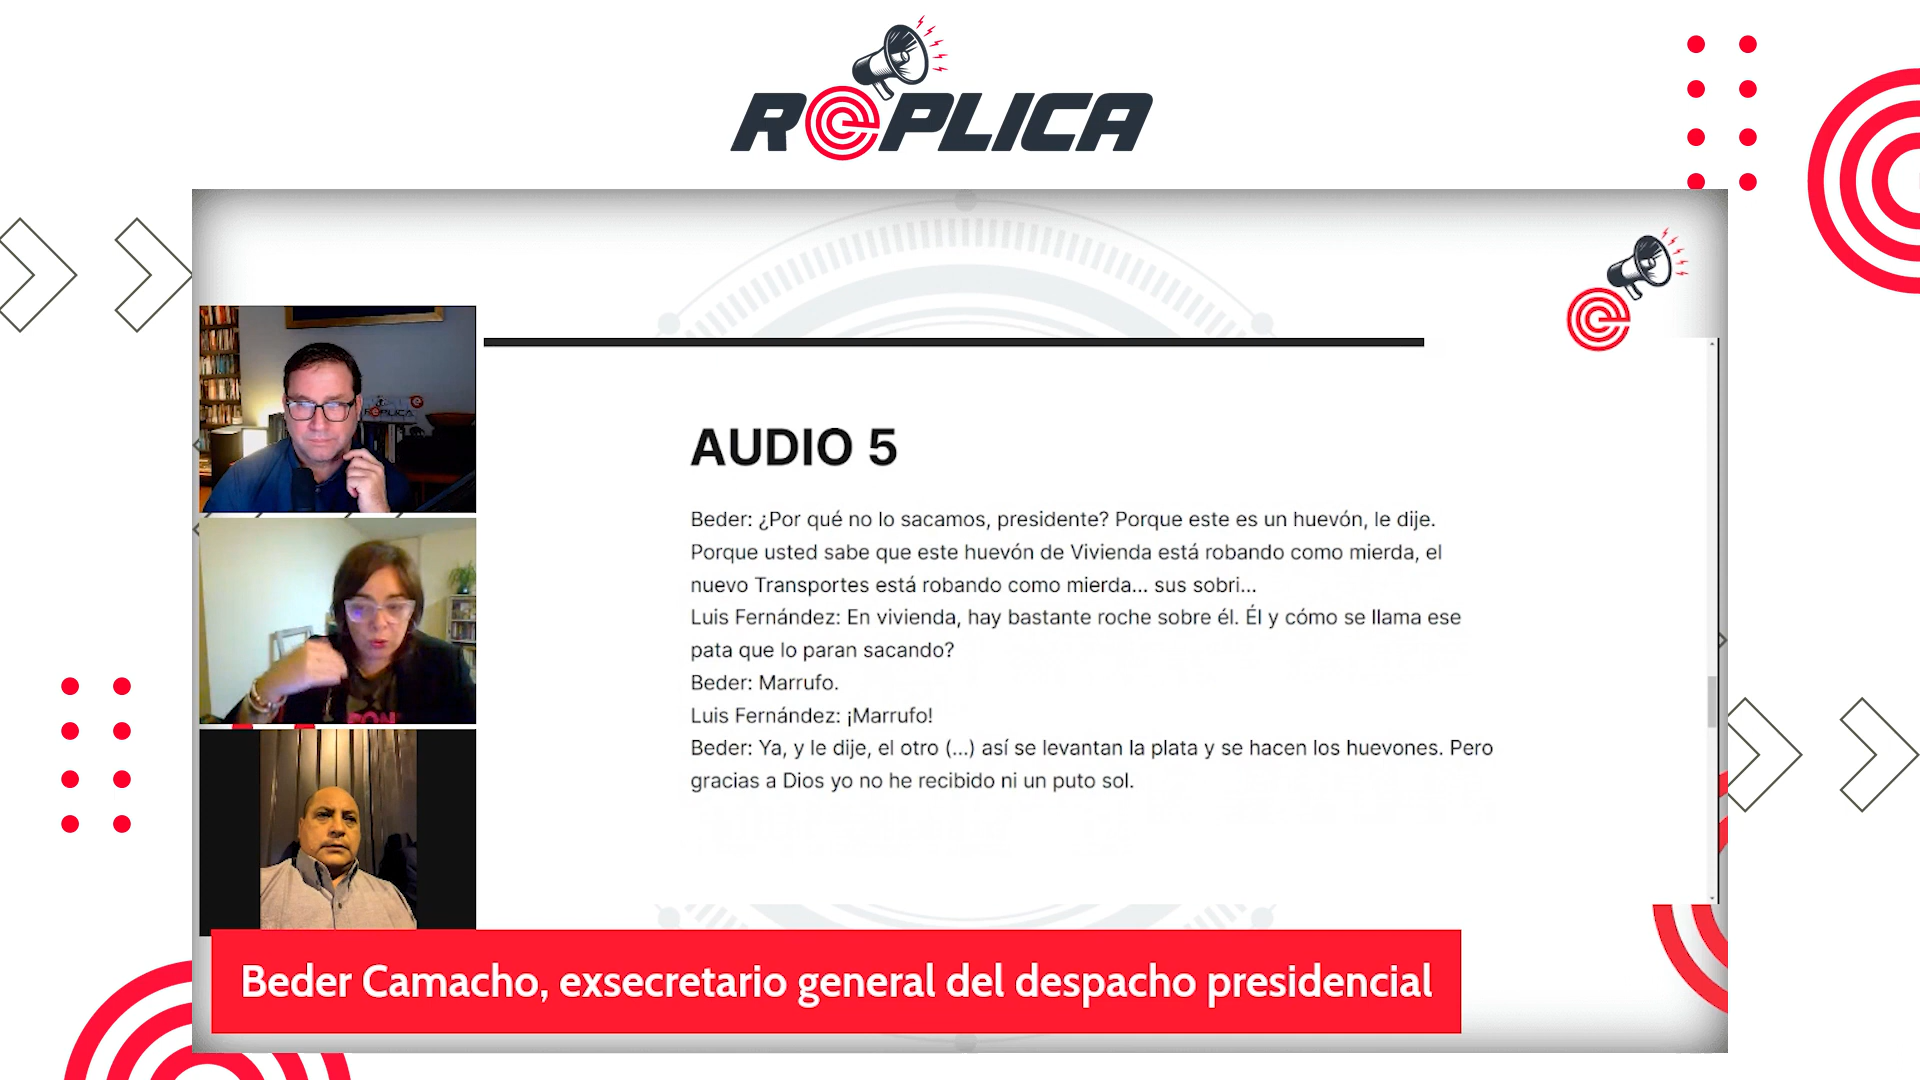 REPLICA
REPLICA
AUDIO 5
Beder: ¿Por qué no lo sacamos, presidente? Porque este es un huevón, le dije.
Porque usted sabe que este huevón de Vivienda está robando como mierda, el
nuevo Transportes está robando como mierda... sus sobri...
Luis Fernández: En vivienda, hay bastante roche sobre él. Él y cómo se llama ese
pata que lo paran sacando?
Beder: Marrufo.
Luis Fernández: ¡Marrufo!
Beder: Ya, y le dije, el otro (...) así se levantan la plata y se hacen los huevones. Pero
gracias a Dios yo no he recibido ni un puto sol.
Beder Camacho, exsecretario general del despacho presidencial